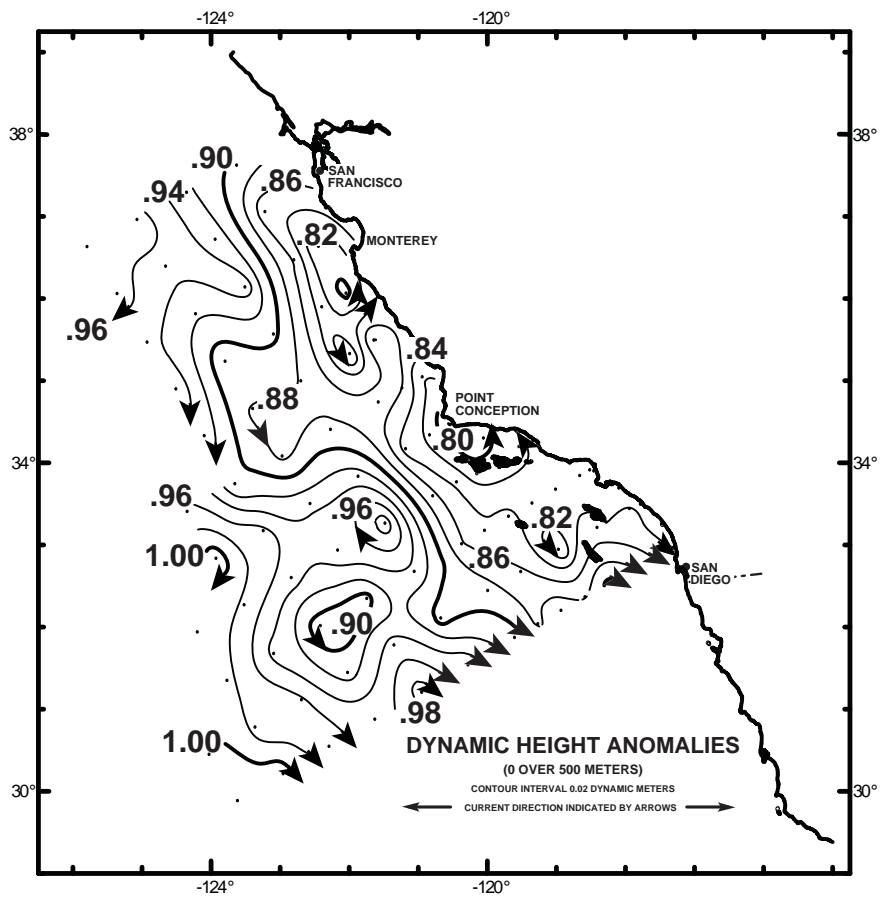 -124°
-120°
38°
38°
.90
SAN
FRANCISCO
.94
.86
.82
MONTEREY
.96
.84
.88
POINT
CONCEPTION
.80
34°
34°
.96
.96
.82
1.00
.86
SAN
DIEGO
.90
.98
1.00
DYNAMIC HEIGHT ANOMALIES
(0 OVER 500 METERS)
CONTOUR INTERVAL 0.02 DYNAMIC METERS
CURRENT DIRECTION INDICATED BY ARROWS
30°
30°
-124°
-120°